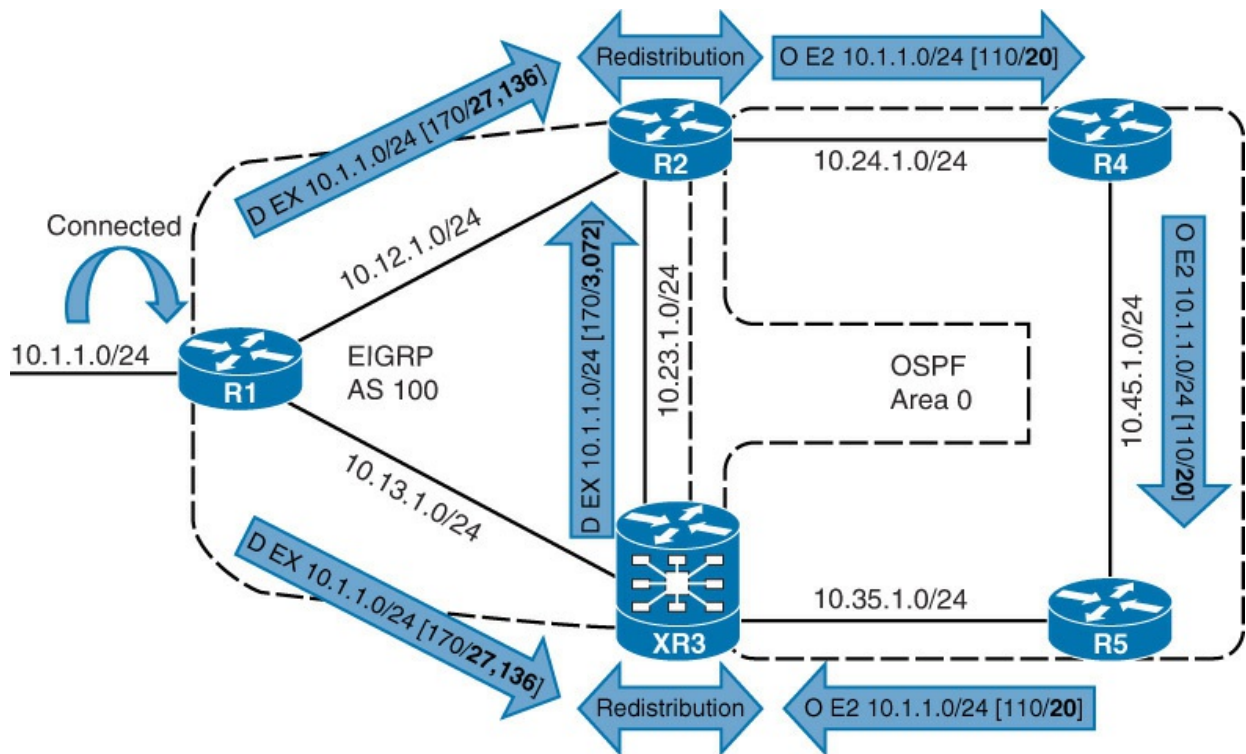 Redistribution
O E2 10.1.1.0/24 [110/20]
D EX 10.1.1.0/24 [170/27,136]
R2
R4
10.24.1.0/24
Connected
10.12.1.0/24
D EX 10.1.1.0/24 [170/3,072]
10.23.1.0/24
10.45.1.0/24
O E2 10.1.1.0/24 [110/20]
10.1.1.0/24
R1
EIGRP
AS 100
OSPF
Area 0
10.13.1.0/24
D EX 10.1.1.0/24 [170/27,136]
10.35.1.0/24
XR3
R5
Redistribution
O E2 10.1.1.0/24 [110/20]